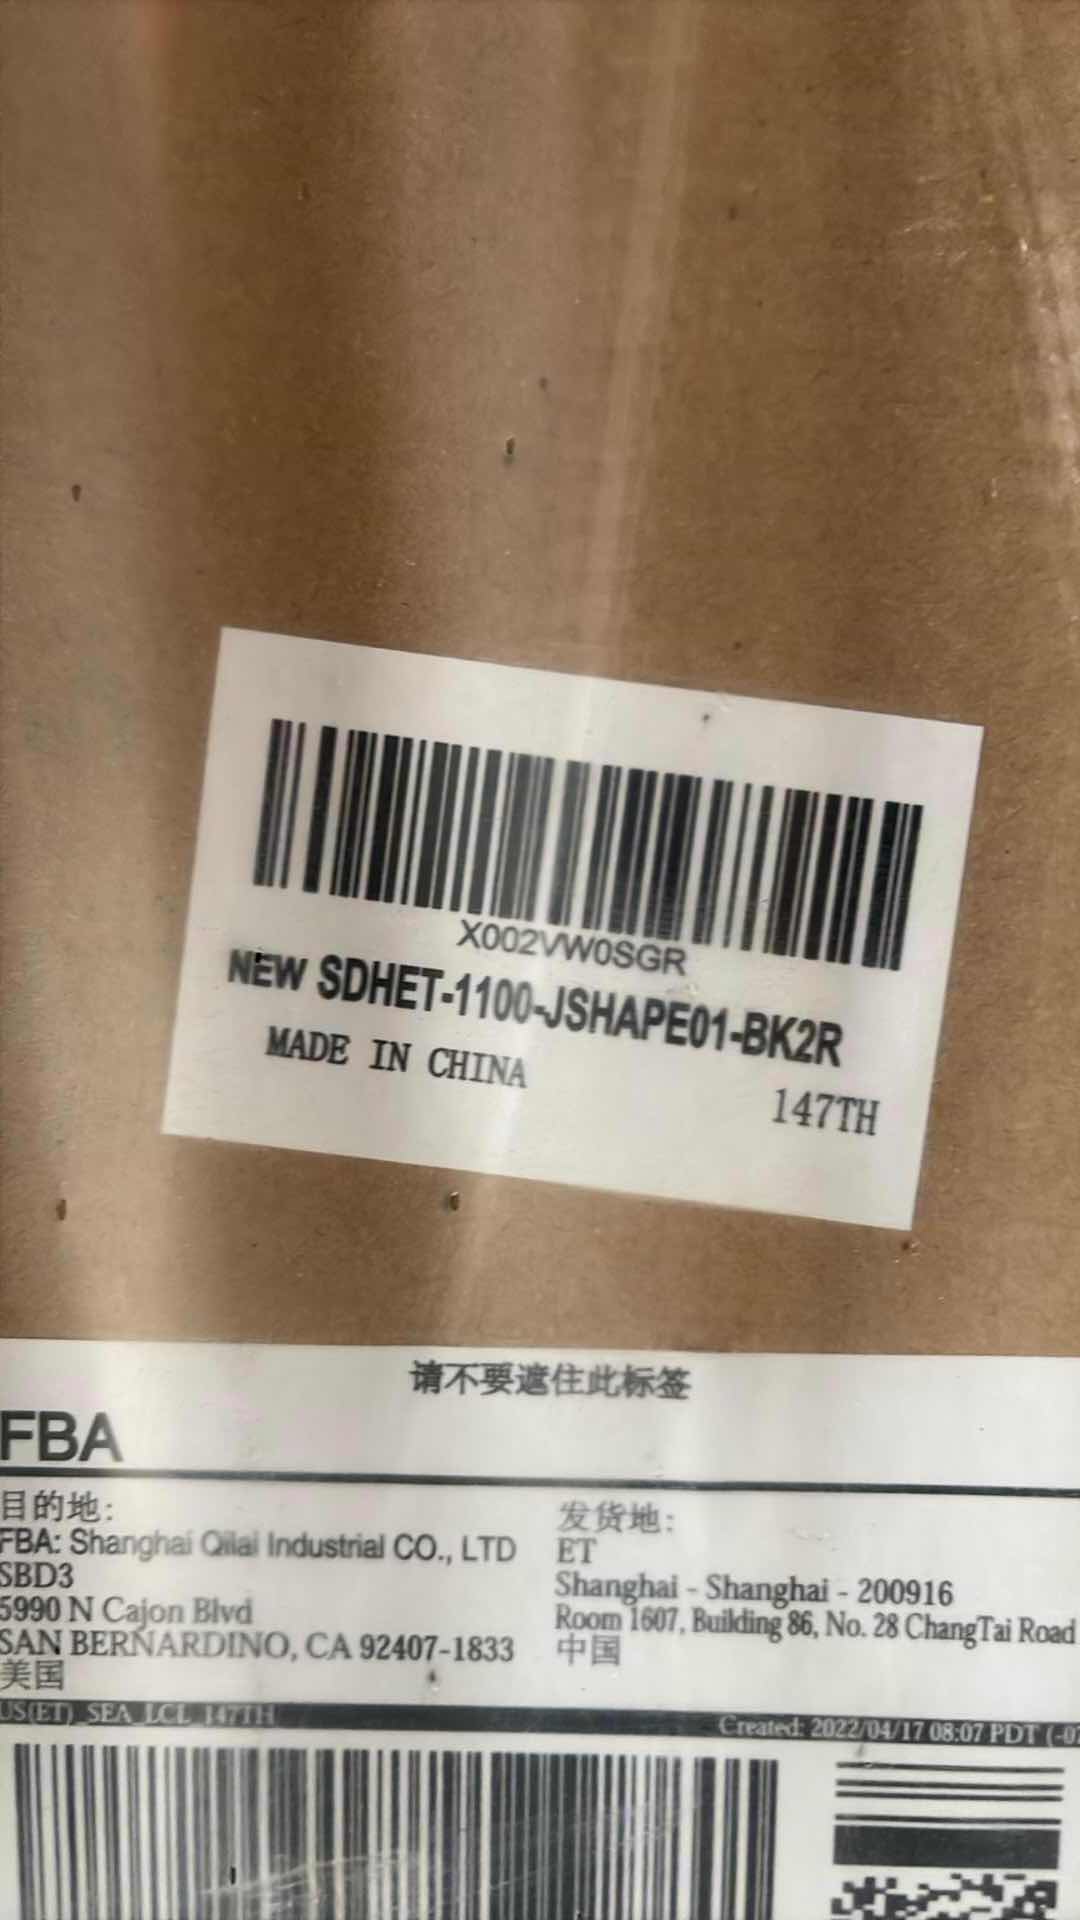 X002VW0SGR
NEW SDHET-1100-JSHAPE01-BK2R
MADE IN CHINA
147TH
请不要遮住此标签
FBA
目的地:
FBA: Shanghai Qilai Industrial CO., LTD
SBD3
5990 N Cajon Blvd
SAN BERNARDINO, CA 92407-1833
美国
发货地:
ET
Shanghai - Shanghai - 200916
Room 1607, Building 86, No. 28 ChangTai Road
中国
US(ET)_SEA_LCL_147TH
Created: 2022/04/17 08:07 PDT (-07